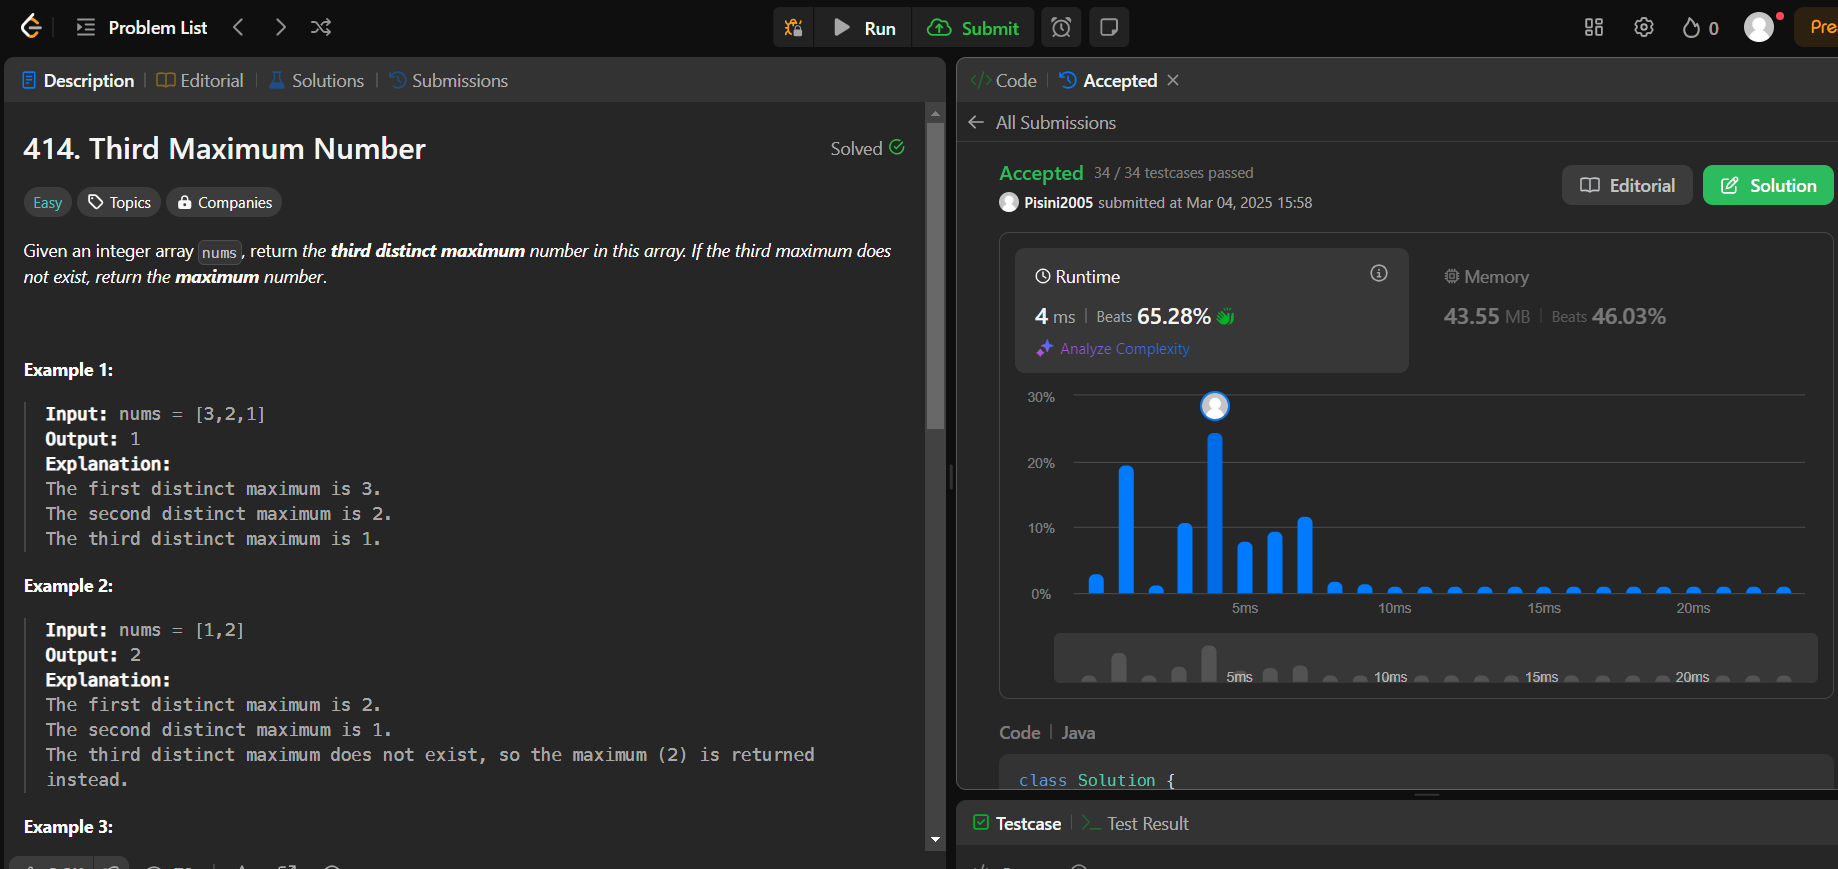 Problem List
Run
Submit
0
Pre
Description
Editorial
Solutions
Submissions
</> Code
Accepted
All Submissions
414. Third Maximum Number
Solved
Easy
Topics
Companies
Given an integer array nums, return the third distinct maximum number in this array. If the third maximum does
not exist, return the maximum number.
Example 1:
Input: nums = [3,2,1]
Output: 1
Explanation:
The first distinct maximum is 3.
The second distinct maximum is 2.
The third distinct maximum is 1.
Example 2:
Input: nums = [1,2]
Output: 2
Explanation:
The first distinct maximum is 2.
The second distinct maximum is 1.
The third distinct maximum does not exist, so the maximum (2) is returned
instead.
Example 3:
Accepted 34 / 34 testcases passed
Pisini2005 submitted at Mar 04, 2025 15:58
Editorial
Solution
Runtime
4 ms | Beats 65.28%
Analyze Complexity
Memory
43.55 MB | Beats 46.03%
30%
20%
10%
0%
5ms 10ms 15ms 20ms
5ms 10ms 15ms 20ms
Code | Java
class Solution {
Testcase
Test Result